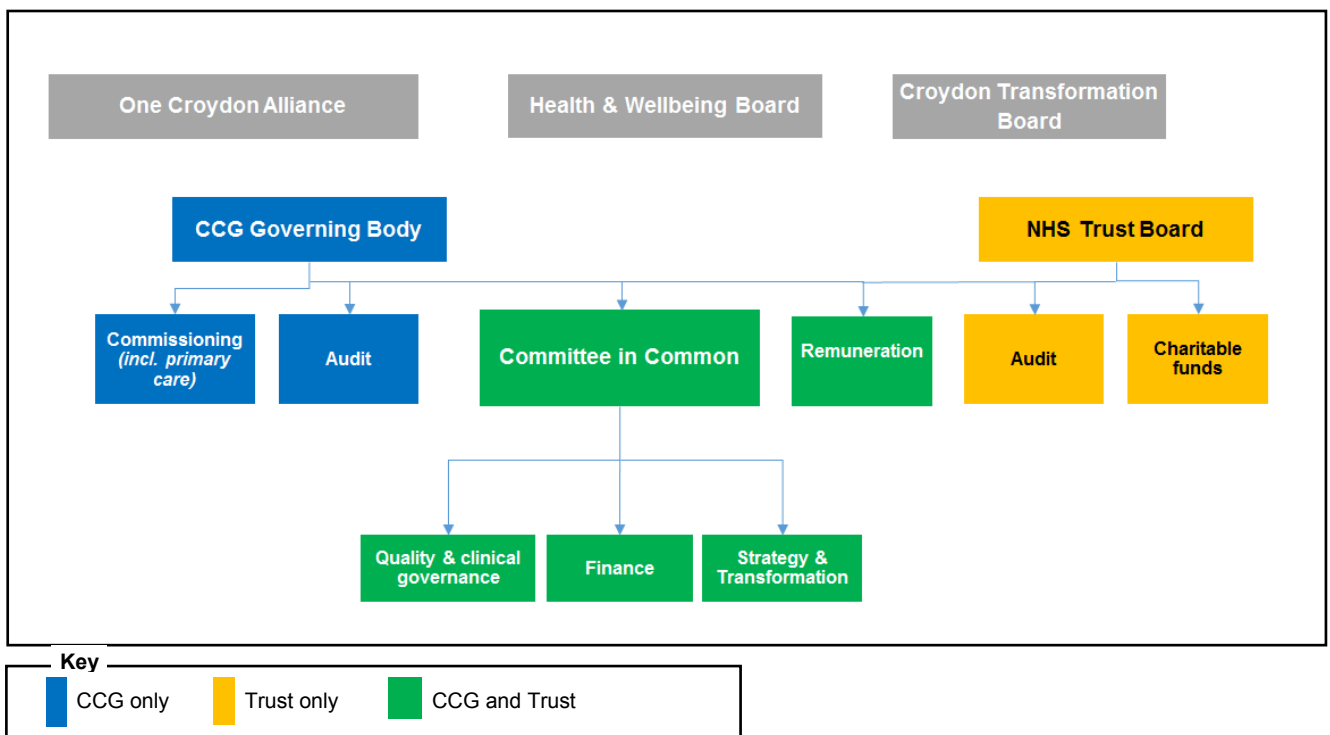 One Croydon Alliance
Health & Wellbeing Board
Croydon Transformation
Board
CCG Governing Body
NHS Trust Board
Commissioning
(incl. primary
care)
Audit
Committee in Common
Remuneration
Audit
Charitable
funds
Quality & clinical
governance
Finance
Strategy &
Transformation
Key
CCG only
Trust only
CCG and Trust